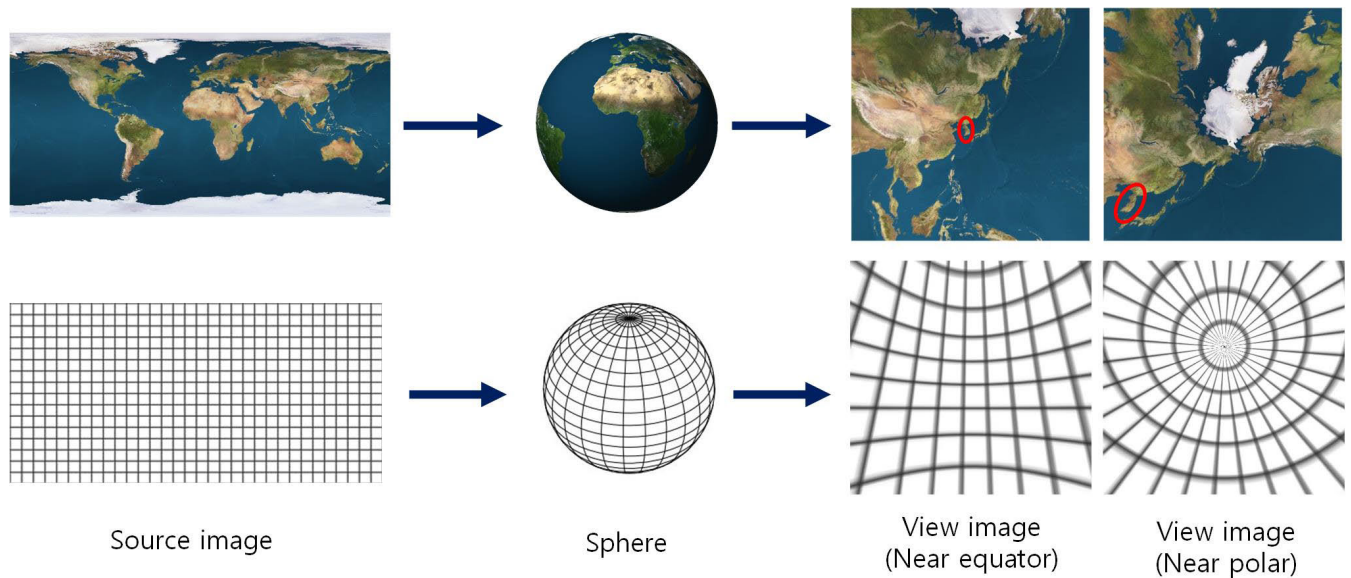 Source image
Sphere
View image
(Near equator)
View image
(Near polar)